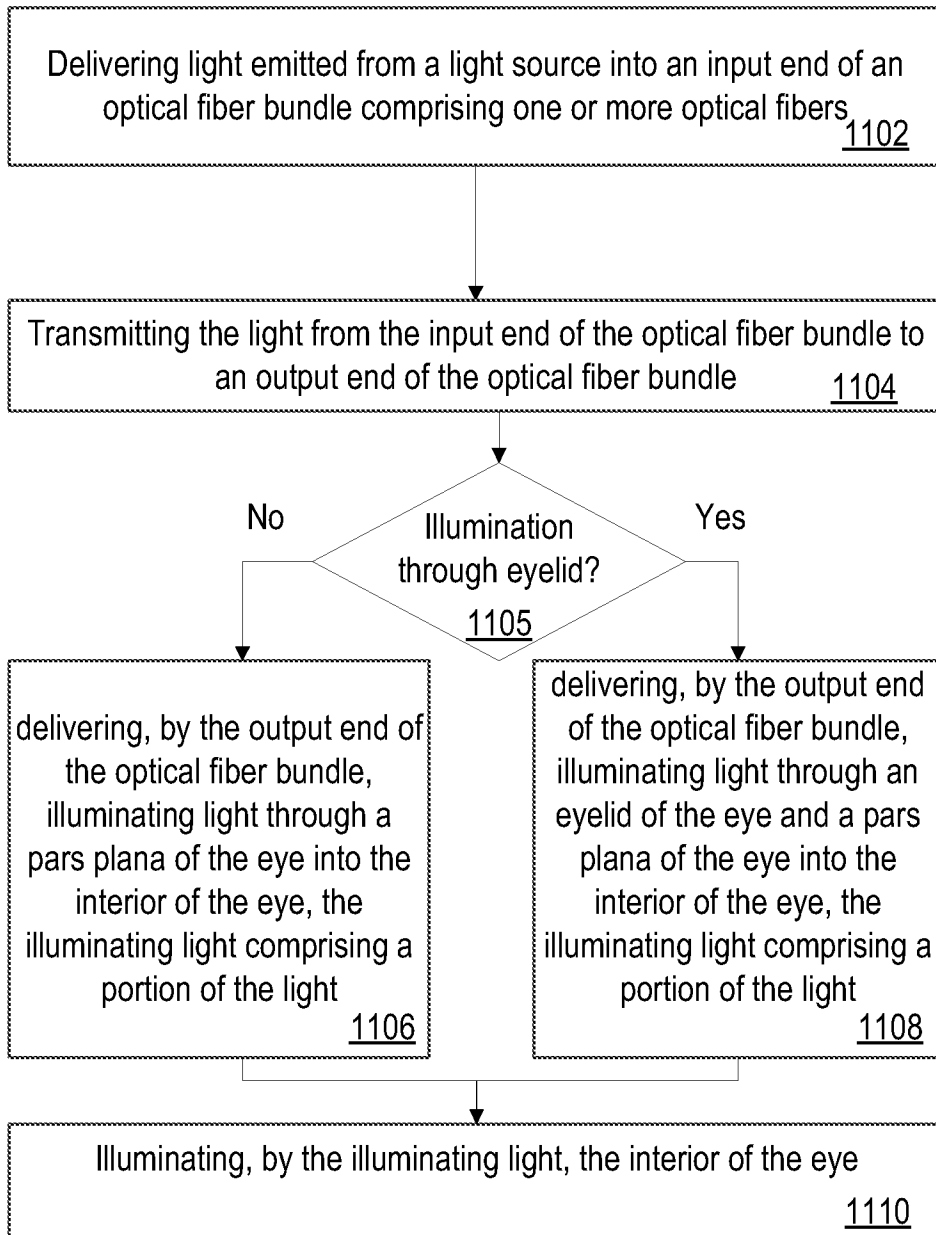 Delivering light emitted from a light source into an input end of an
optical fiber bundle comprising one or more optical fibers
1102
Transmitting the light from the input end of the optical fiber bundle to
an output end of the optical fiber bundle
1104
No
Yes
Illumination
through eyelid?
1105
delivering, by the output end of
the optical fiber bundle,
illuminating light through a
pars plana of the eye into the
interior of the eye, the
illuminating light comprising a
portion of the light
1106
delivering, by the output end
of the optical fiber bundle,
illuminating light through an
eyelid of the eye and a pars
plana of the eye into the
interior of the eye, the
illuminating light comprising a
portion of the light
1108
Illuminating, by the illuminating light, the interior of the eye
1110